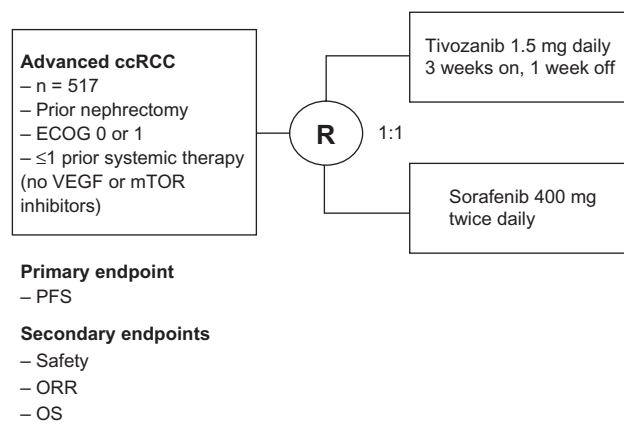 Advanced ccRCC
– n = 517
– Prior nephrectomy
– ECOG 0 or 1
– ≤1 prior systemic therapy
(no VEGF or mTOR
inhibitors)
R
1:1
Tivozanib 1.5 mg daily
3 weeks on, 1 week off
Sorafenib 400 mg
twice daily
Primary endpoint
– PFS
Secondary endpoints
– Safety
– ORR
– OS